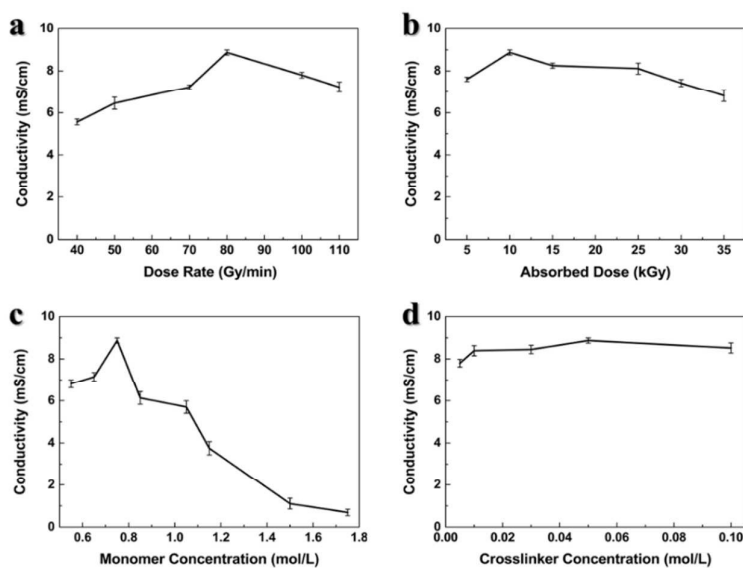 a
10
8
6
4
2
0
Conductivity (mS/cm)
40 50 60 70 80 90 100 110
Dose Rate (Gy/min)
b
10
8
6
4
2
0
Conductivity (mS/cm)
5 10 15 20 25 30 35
Absorbed Dose (kGy)
c
10
8
6
4
2
0
Conductivity (mS/cm)
0.6 0.8 1.0 1.2 1.4 1.6 1.8
Monomer Concentration (mol/L)
d
10
8
6
4
2
0
Conductivity (mS/cm)
0.00 0.02 0.04 0.06 0.08 0.10
Crosslinker Concentration (mol/L)